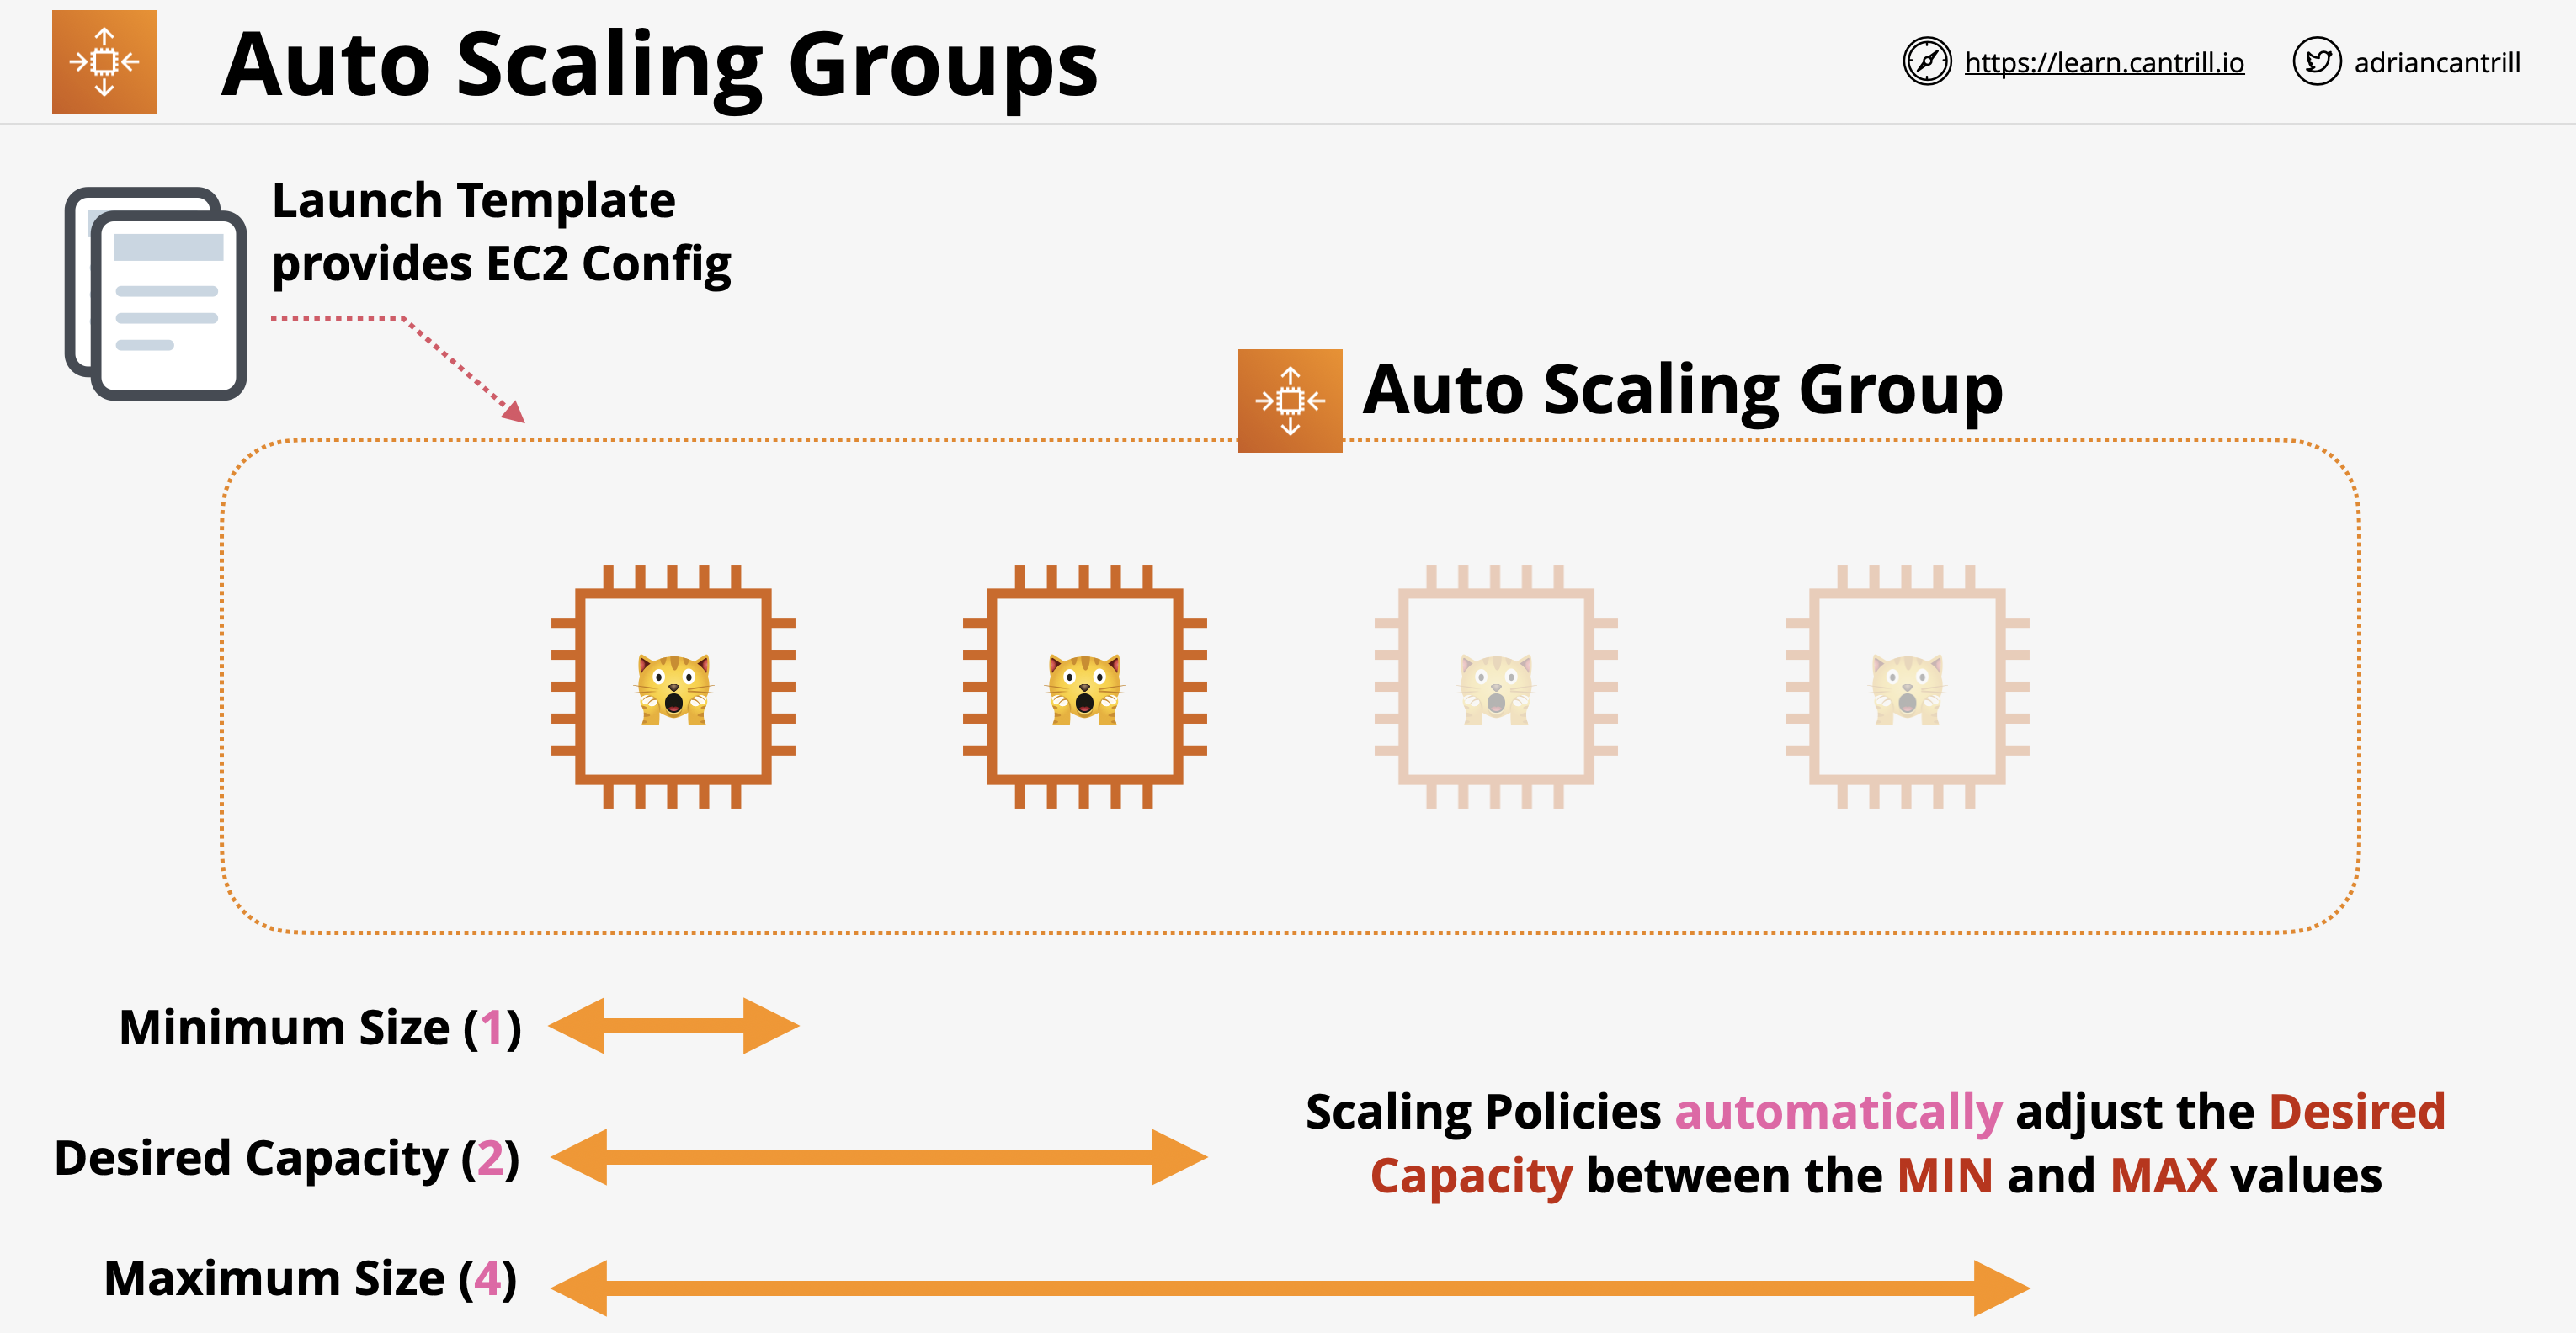 Auto Scaling Groups
https://learn.cantrill.io
adriancantrill
Launch Template
provides EC2 Config
Auto Scaling Group
Minimum Size (1)
Desired Capacity (2)
Scaling Policies automatically adjust the Desired
Capacity between the MIN and MAX values
Maximum Size (4)